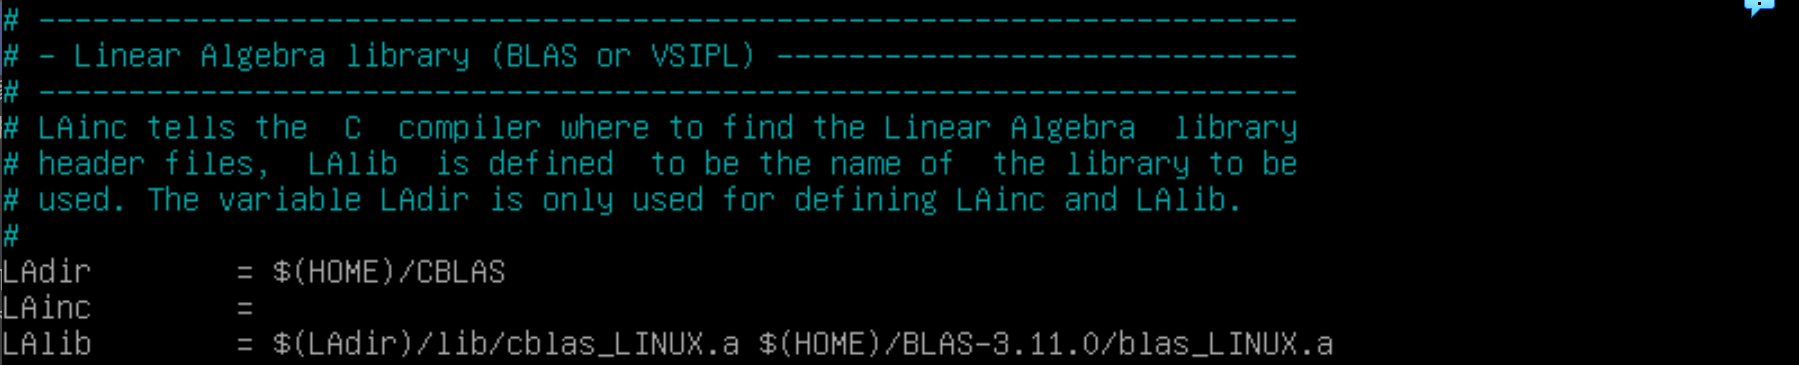 # ----------------------------------------------------------------------
# - Linear Algebra library (BLAS or VSIPL) -----------------------------
# ----------------------------------------------------------------------
# LAinc tells the  C  compiler where to find the Linear Algebra  library
# header files,  LAlib  is defined  to be the name of  the library to be
# used. The variable LAdir is only used for defining LAinc and LAlib.
#
LAdir        = $(HOME)/CBLAS
LAinc        =
LAlib        = $(LAdir)/lib/cblas_LINUX.a $(HOME)/BLAS-3.11.0/blas_LINUX.a